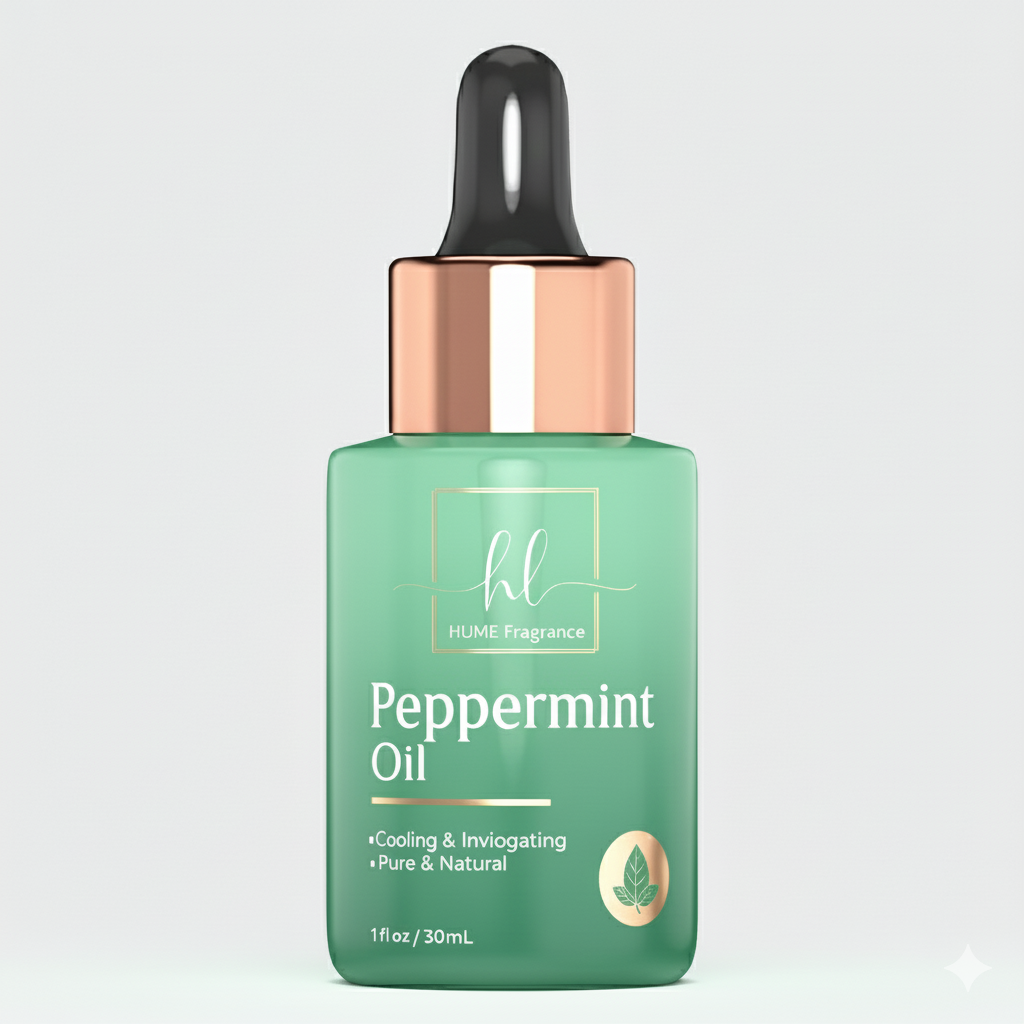 hl
HUME Fragrance
Peppermint
Oil
▪Cooling & Inviogating
▪Pure & Natural
1 fl oz / 30mL